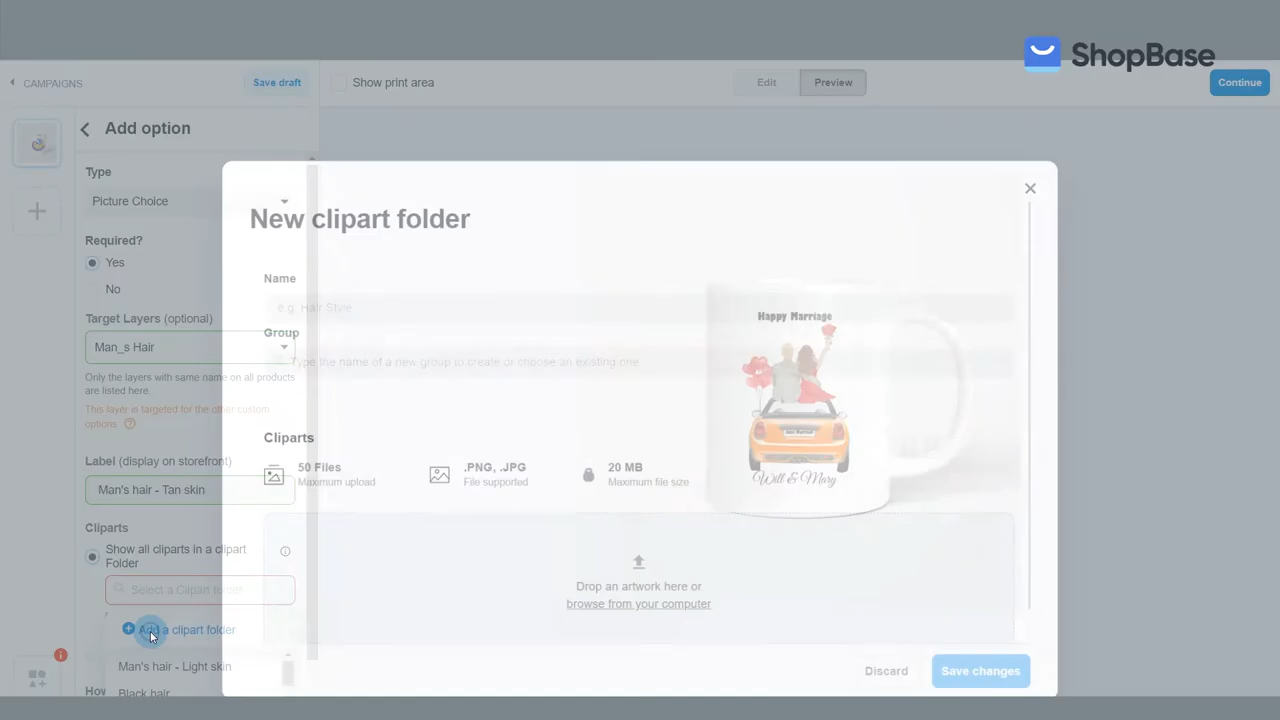 ShopBase
CAMPAIGNS
Save draft
Show print area
Edit
Preview
Continue
Add option
Type
Picture Choice
Required?
Yes
No
Target Layers (optional)
Man_s Hair
Only the layers with same name on all products
are listed here.
This layer is targeted for the other custom
options
Label (display on storefront)
Man's hair - Tan skin
Cliparts
Show all cliparts in a clipart
Folder
Select a Clipart folder
Add a clipart folder
Man's hair - Light skin
Black hair
How
New clipart folder
Name
e.g. Hair Style
Group
Type the name of a new group to create or choose an existing one
Cliparts
50 Files
Maximum upload
.PNG, .JPG
File supported
20 MB
Maximum file size
Drop an artwork here or
browse from your computer
Discard
Save changes
Happy Marriage
Will & Mary